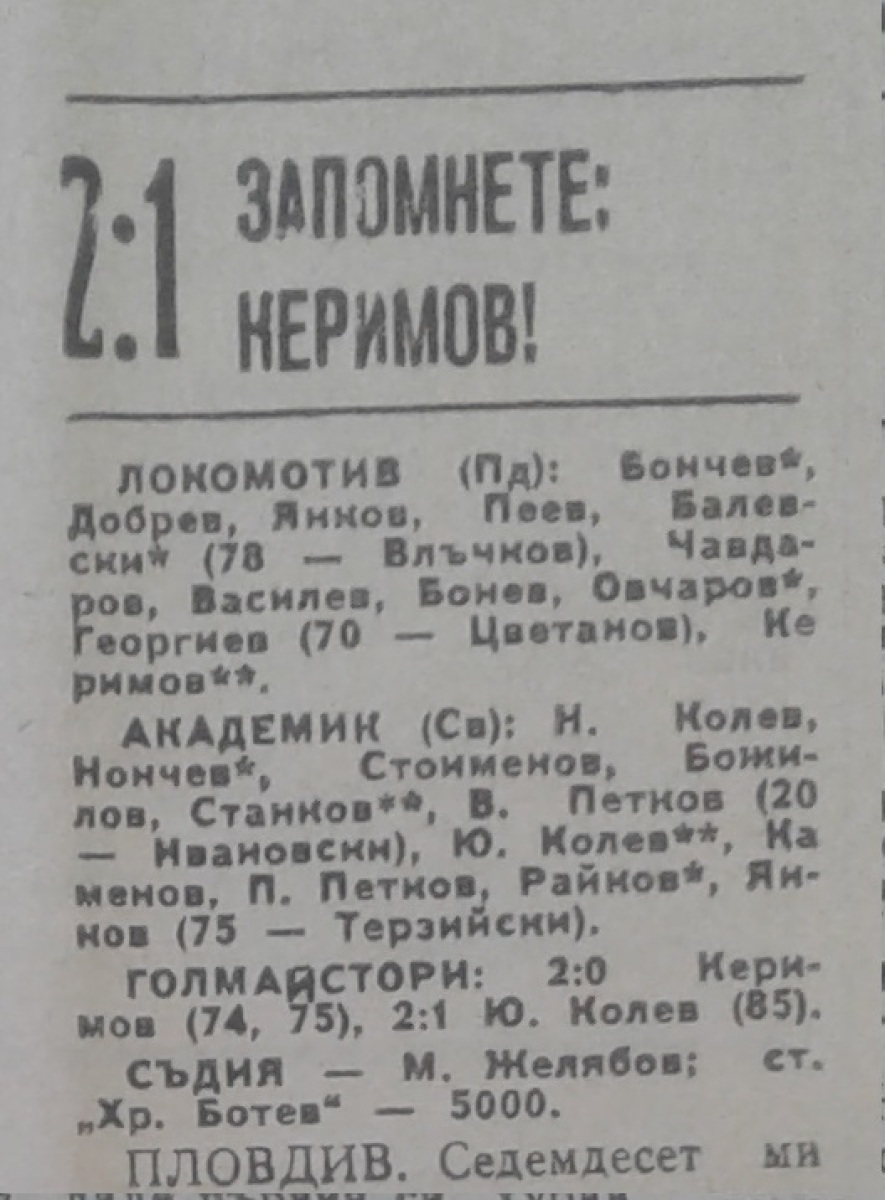 2:1 ЗАПОМНЕТЕ:
КЕРИМОВ!
ЛОКОМОТИВ (Пд): Бончев*,
Добрев, Янков, Пеев, Балев-
ски* (78 — Влъчков), Чавда-
ров, Василев, Бонев, Овчаров*,
Георгиев (70 — Цветанов), Ке
римов**.
АКАДЕМИК (Св): Н. Колев,
Нончев*, Стоименов, Божи-
лов, Станков**, В. Петков (20
— Ивановски), Ю. Колев**, Ка
менов, П. Петков, Райков*, Ян-
ков (75 — Терзийски).
ГОЛМАЙСТОРИ: 2:0 Кери-
мов (74, 75), 2:1 Ю. Колев (85).
СЪДИЯ — М. Желябов; ст.
„Хр. Ботев“ — 5000.
ПЛОВДИВ. Седемдесет ми